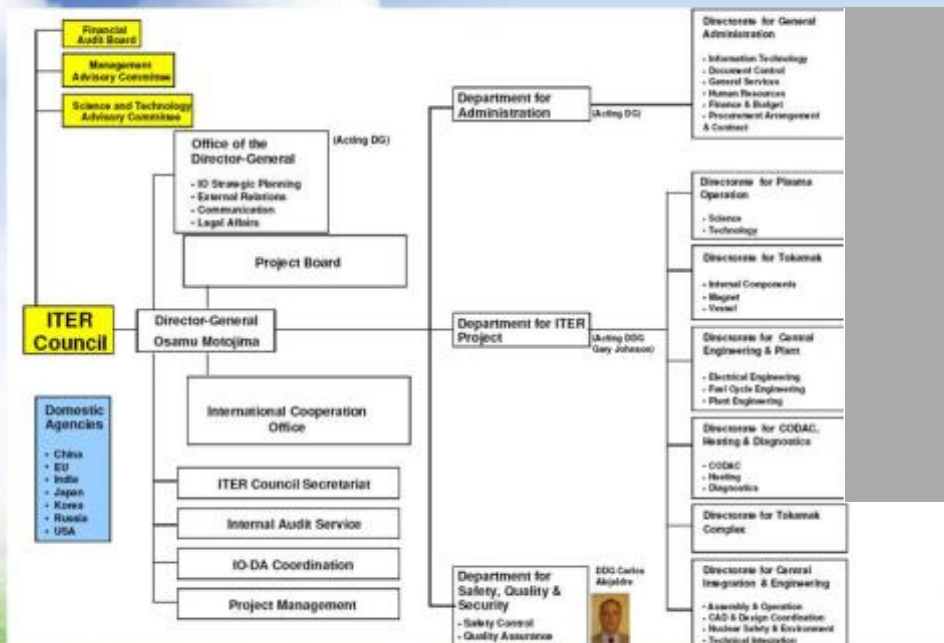 Financial
Audit Board
Management
Advisory Committee
Science and Technology
Advisory Committee
Office of the
Director-General
- IO Strategic Planning
- External Relations
- Communication
- Legal Affairs
(Acting DG)
Project Board
ITER
Council
Director-General
Osamu Motojima
International Cooperation
Office
Domestic
Agencies
• China
• EU
• India
• Japan
• Korea
• Russia
• USA
ITER Council Secretariat
Internal Audit Service
IO-DA Coordination
Project Management
Department for
Administration
(Acting DG)
Department for ITER
Project
(Acting DDG
Gary Johnson)
Department for
Safety, Quality &
Security
- Safety Control
- Quality Assurance
DDG Carlos
Alejaldre
Directorate for General
Administration
- Information Technology
- Document Control
- General Services
- Human Resources
- Finance & Budget
- Procurement Arrangement
& Contract
Directorate for Plasma
Operation
- Science
- Technology
Directorate for Tokamak
- Internal Components
- Magnet
- Vessel
Directorate for Central
Engineering & Plant
- Electrical Engineering
- Fuel Cycle Engineering
- Plant Engineering
Directorate for CODAC,
Heating & Diagnostics
- CODAC
- Heating
- Diagnostics
Directorate for Tokamak
Complex
Directorate for Central
Integration & Engineering
- Assembly & Operation
- CAD & Design Coordination
- Nuclear Safety & Environment
- Technical Integration